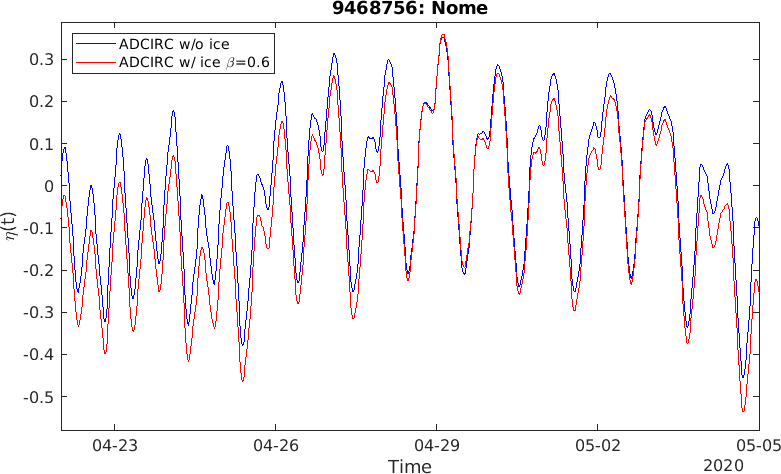 9468756: Nome
ADCIRC w/o ice
ADCIRC w/ ice β=0.6
η(t)
0.3
0.2
0.1
0
-0.1
-0.2
-0.3
-0.4
-0.5
04-23 04-26 04-29 05-02 05-05
Time 2020